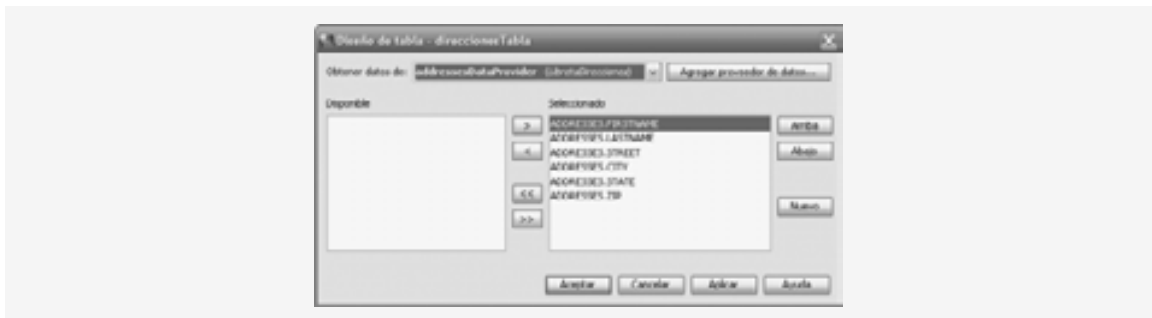 Diseño de tabla - direccionesTabla
Obtener datos de: addressesDataProvider (LibretaDirecciones) Agregar proveedor de datos...
Disponible
Seleccionado
>
<
<<
>>
ADDRESSES.FIRSTNAME
ADDRESSES.LASTNAME
ADDRESSES.STREET
ADDRESSES.CITY
ADDRESSES.STATE
ADDRESSES.ZIP
Arriba
Abajo
Nuevo
Aceptar Cancelar Aplicar Ayuda